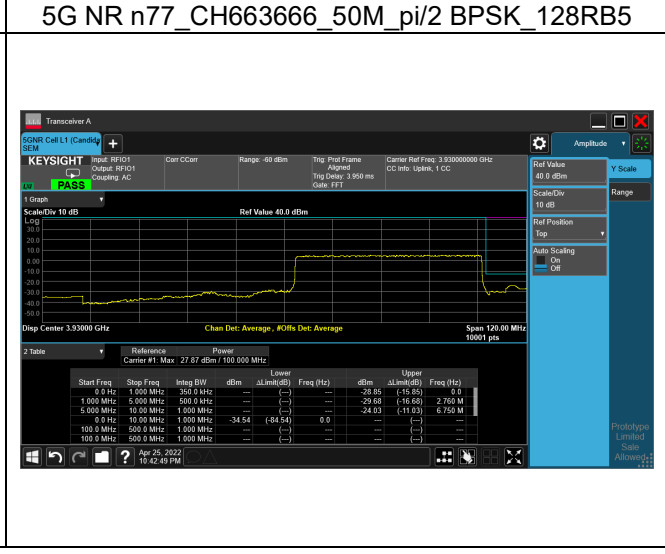 5G NR n77_CH663666_50M_pi/2 BPSK_128RB5
Transceiver A
5GNR Cell L1 (Candid
SEM
+
Amplitude
KEYSIGHT
Input: RFIO1
Output: RFIO1
Coupling: AC
Corr CCorr
Range: -60 dBm
Trig: Prot Frame
Aligned
Trig Delay: 3.950 ms
Gate: FFT
Carrier Ref Freq: 3.930000000 GHz
CC Info: Uplink, 1 CC
PASS
Ref Value
40.0 dBm
Y Scale
Scale/Div
10 dB
Range
Ref Position
Top
Auto Scaling
On
Off
1 Graph
Scale/Div 10 dB
Ref Value 40.0 dBm
Log
30.0
20.0
10.0
0.00
-10.0
-20.0
-30.0
-40.0
-50.0
Disp Center 3.93000 GHz
Chan Det: Average , #Offs Det: Average
Span 120.00 MHz
10001 pts
2 Table
Reference Power
Carrier #1: Max 27.87 dBm / 100.000 MHz
Lower Upper
Start Freq Stop Freq Integ BW dBm ΔLimit(dB) Freq (Hz) dBm ΔLimit(dB) Freq (Hz)
0.0 Hz 1.000 MHz 350.0 kHz --- (---) --- -28.85 (-15.85) 0.0
1.000 MHz 5.000 MHz 500.0 kHz --- (---) --- -29.68 (-16.68) 2.760 M
5.000 MHz 10.00 MHz 1.000 MHz --- (---) --- -24.03 (-11.03) 6.750 M
0.0 Hz 10.00 MHz 1.000 MHz -34.54 (-84.54) 0.0 --- (---) ---
100.0 MHz 500.0 MHz 1.000 MHz --- (---) --- --- (---) ---
100.0 MHz 500.0 MHz 1.000 MHz --- (---) --- --- (---) ---
Prototype
Limited
Sale
Allowed
?
Apr 25, 2022
10:42:49 PM